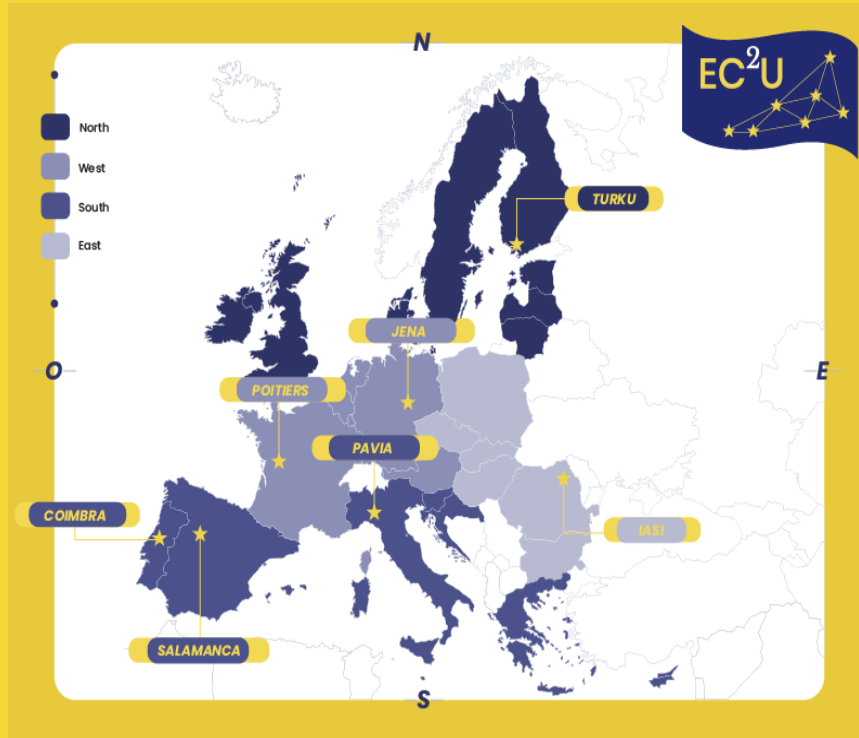 N
EC²U
North
West
South
East
TURKU
JENA
O
E
POITIERS
PAVIA
COIMBRA
IASI
SALAMANCA
S